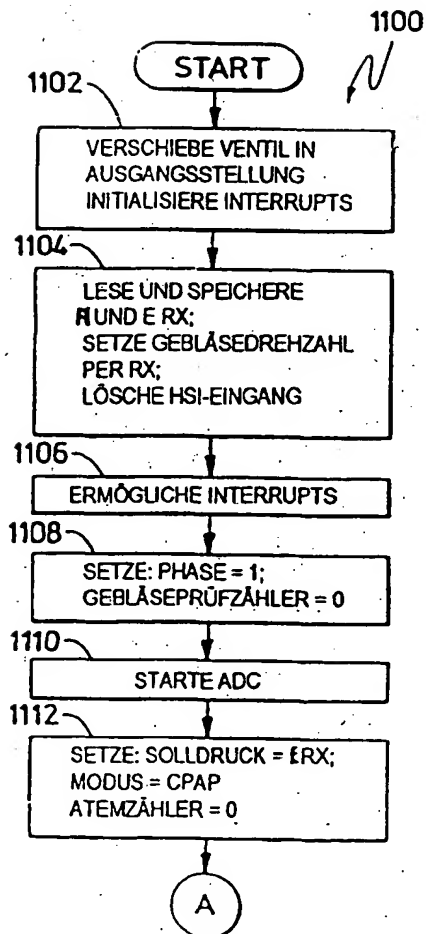 1100
START
1102
VERSCHIEBE VENTIL IN
AUSGANGSSTELLUNG
INITIALISIERE INTERRUPTS
1104
LESE UND SPEICHERE
UND E RX;
SETZE GEBLÄSEDREHZAHL
PER RX;
LÖSCHE HSI-EINGANG
1106
ERMÖGLICHE INTERRUPTS
1108
SETZE: PHASE = 1;
GEBLÄSEPRÜFZÄHLER = 0
1110
STARTE ADC
1112
SETZE: SOLLDRUCK = RX;
MODUS = CPAP
ATEMZÄHLER = 0
A